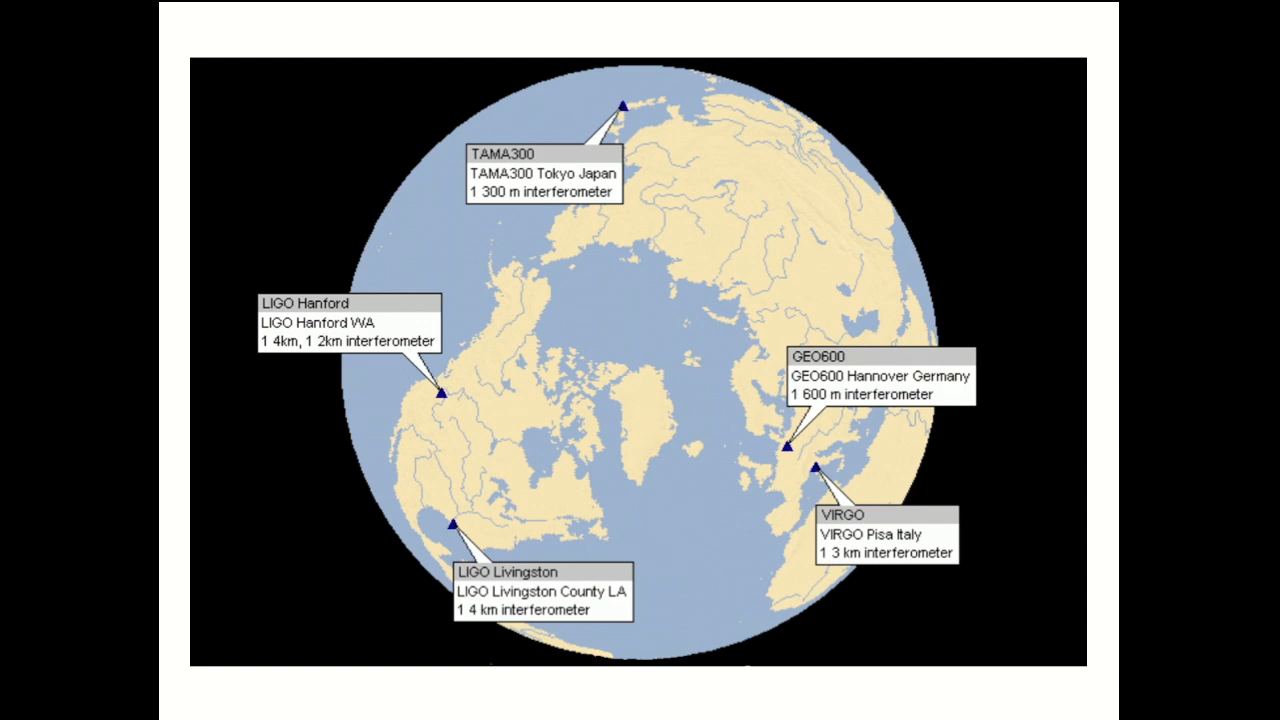 TAMA300
TAMA300 Tokyo Japan
1 300 m interferometer
LIGO Hanford
LIGO Hanford WA
1 4km, 1 2km interferometer
GEO600
GEO600 Hannover Germany
1 600 m interferometer
VIRGO
VIRGO Pisa Italy
1 3 km interferometer
LIGO Livingston
LIGO Livingston County LA
1 4 km interferometer